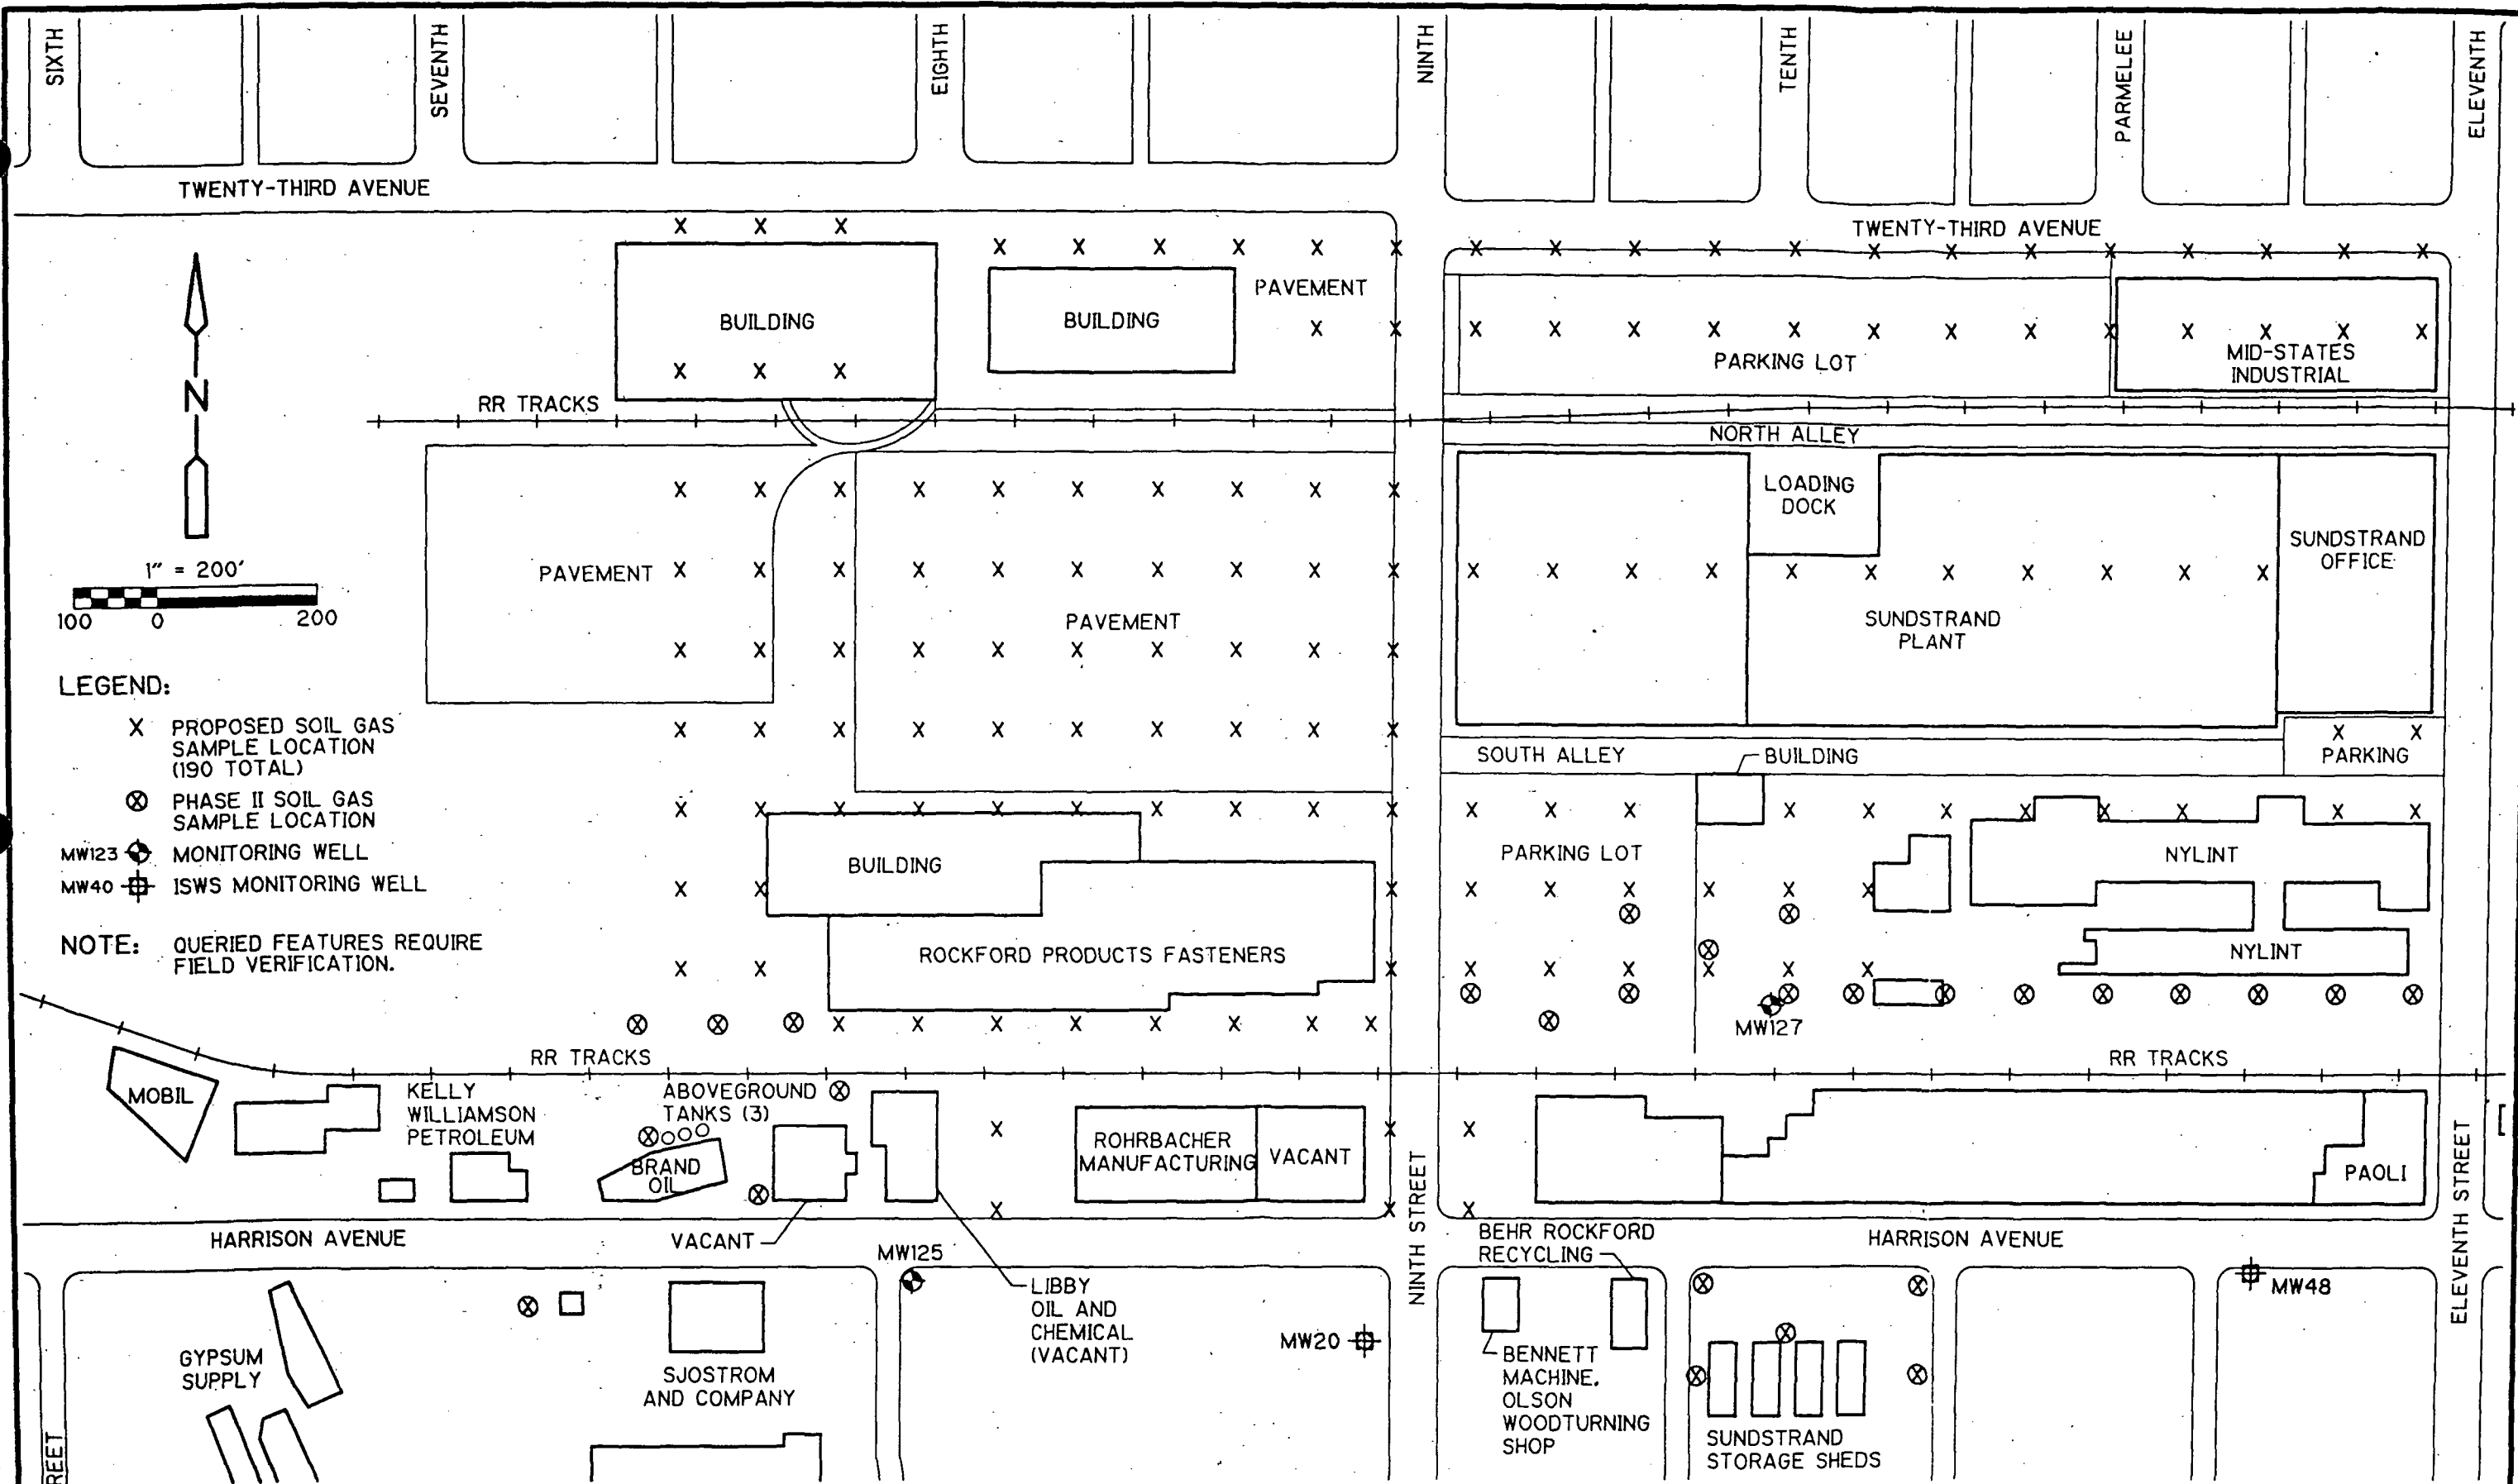 SIXTH
SEVENTH
EIGHTH
NINTH
TENTH
PARMELEE
ELEVENTH
TWENTY-THIRD AVENUE
TWENTY-THIRD AVENUE
BUILDING
BUILDING
PAVEMENT
PARKING LOT
MID-STATES
INDUSTRIAL
N
RR TRACKS
NORTH ALLEY
1" = 200'
100 0 200
PAVEMENT
PAVEMENT
LOADING
DOCK
SUNDSTRAND
PLANT
SUNDSTRAND
OFFICE
LEGEND:
X PROPOSED SOIL GAS
SAMPLE LOCATION
(190 TOTAL)
PHASE II SOIL GAS
SAMPLE LOCATION
MW123 MONITORING WELL
MW40 ISWS MONITORING WELL
NOTE: QUERIED FEATURES REQUIRE
FIELD VERIFICATION.
SOUTH ALLEY
BUILDING
PARKING
BUILDING
PARKING LOT
NYLINT
ROCKFORD PRODUCTS FASTENERS
NYLINT
MW127
RR TRACKS
RR TRACKS
MOBIL
KELLY
WILLIAMSON
PETROLEUM
ABOVEGROUND
TANKS (3)
BRAND
OIL
ROHRBACHER
MANUFACTURING
VACANT
PAOLI
NINTH STREET
ELEVENTH STREET
HARRISON AVENUE
VACANT
MW125
BEHR ROCKFORD
RECYCLING
HARRISON AVENUE
LIBBY
OIL AND
CHEMICAL
(VACANT)
MW20
MW48
GYPSUM
SUPPLY
SJOSTROM
AND COMPANY
BENNETT
MACHINE,
OLSON
WOODTURNING
SHOP
SUNDSTRAND
STORAGE SHEDS
REET